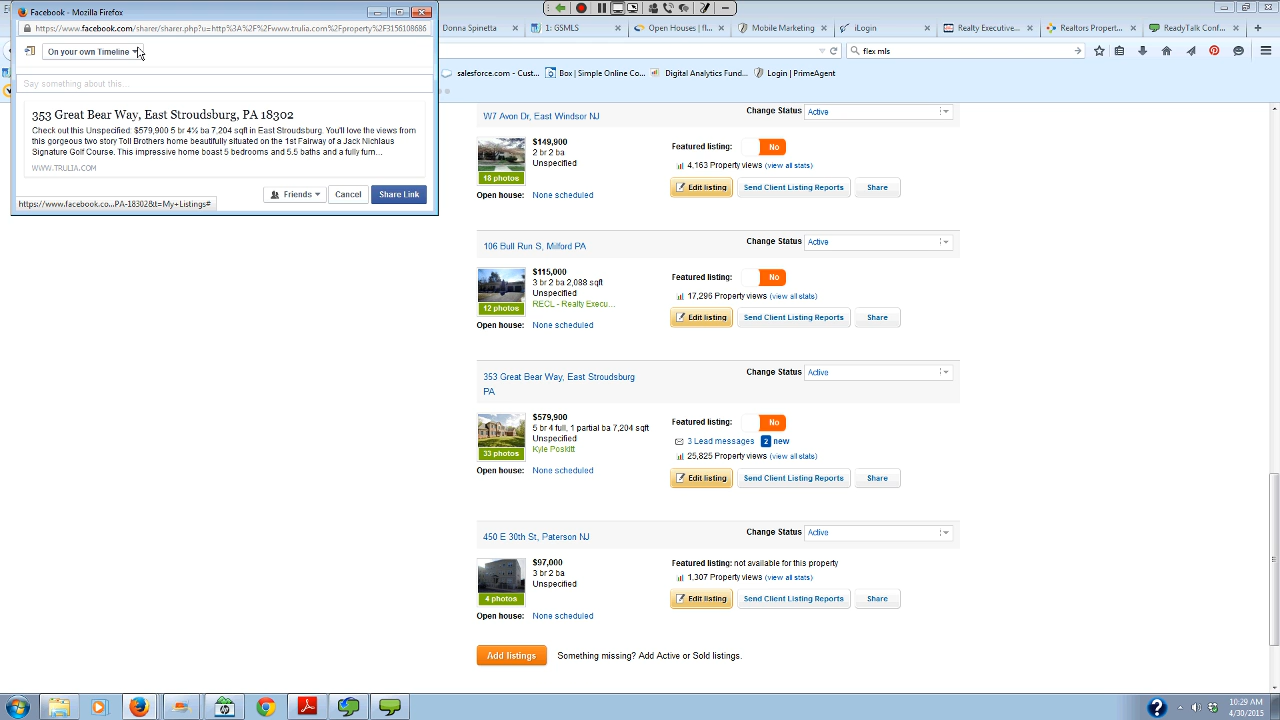 Facebook - Mozilla Firefox
https://www.facebook.com/sharer/sharer.php?u=http%3A%2F%2Fwww.trulia.com%2Fproperty%2F3156108686
On your own Timeline
Say something about this...
353 Great Bear Way, East Stroudsburg, PA 18302
Check out this Unspecified $579,900 5 br 4½ ba 7,204 sqft in East Stroudsburg. You'll love the views from
this gorgeous two story Toll Brothers home beautifully situated on the 1st Fairway of a Jack Nichlaus
Signature Golf Course. This impressive home boast 5 bedrooms and 5.5 baths and a fully furn...
WWW.TRULIA.COM
Friends Cancel Share Link
https://www.facebook.co...PA-18302&t=My+Listings#
Donna Spinetta 1: GSMLS Open House (1... Mobile Marketing iLogin Realty Executives ... Realtors Property ... ReadyTalk Conf...
flex mls
salesforce.com - Cust... Box | Simple Online Co... Digital Analytics Fund... Login | PrimeAgent
W7 Avon Dr, East Windsor NJ Change Status Active
$149,900
2 br 2 ba
Unspecified
18 photos
Featured listing: No
4,163 Property views (view all stats)
Edit listing Send Client Listing Reports Share
Open house: None scheduled
106 Bull Run S, Milford PA Change Status Active
$115,000
3 br 2 ba 2,088 sqft
Unspecified
RECL - Realty Execu...
12 photos
Featured listing: No
17,296 Property views (view all stats)
Edit listing Send Client Listing Reports Share
Open house: None scheduled
353 Great Bear Way, East Stroudsburg
PA
Change Status Active
$579,900
5 br 4 full, 1 partial ba 7,204 sqft
Unspecified
Kyle Poskitt
33 photos
Featured listing: No
3 Lead messages 2 new
25,825 Property views (view all stats)
Edit listing Send Client Listing Reports Share
Open house: None scheduled
450 E 30th St, Paterson NJ Change Status Active
$97,000
3 br 2 ba
Unspecified
4 photos
Featured listing: not available for this property
1,307 Property views (view all stats)
Edit listing Send Client Listing Reports Share
Open house: None scheduled
Add listings Something missing? Add Active or Sold listings.
10:29 AM
4/30/2015